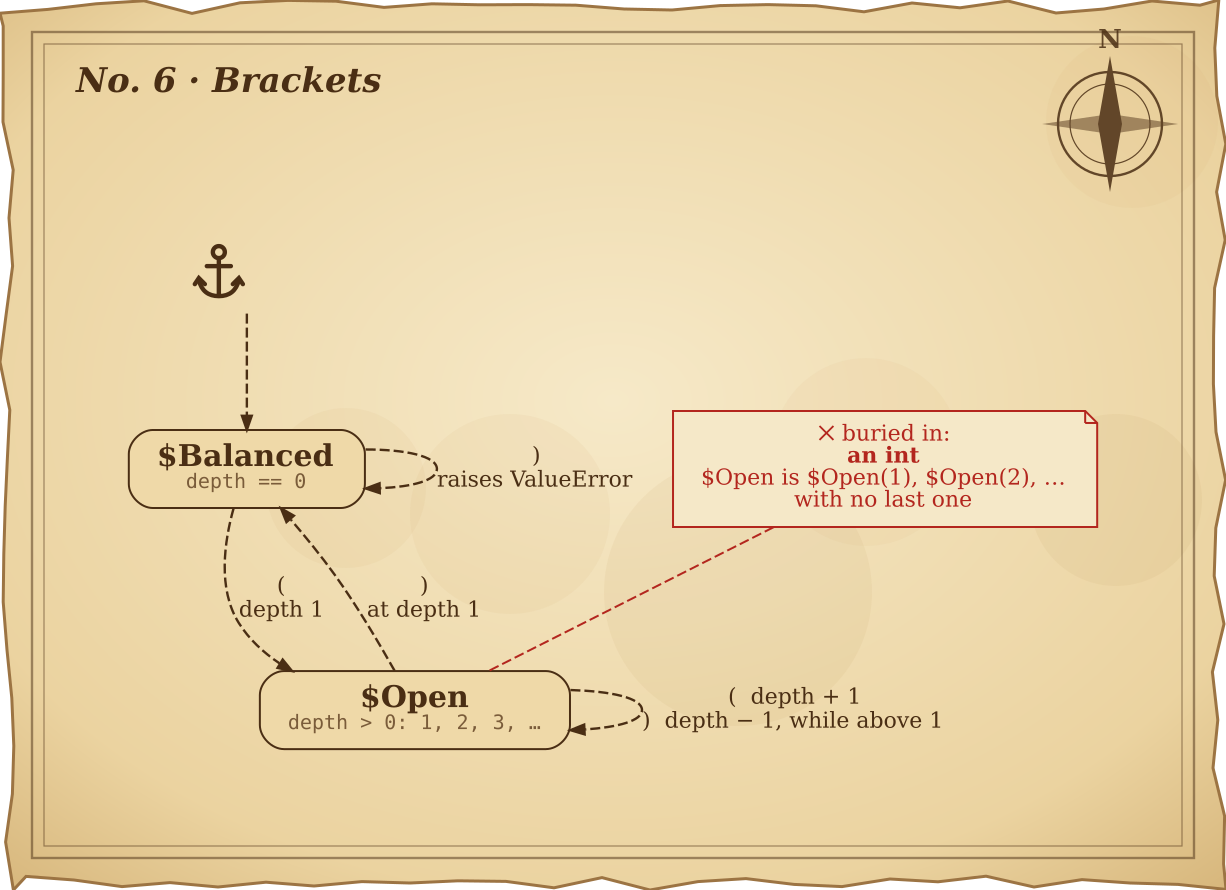 No. 6 · Brackets
N
$Balanced
depth == 0
)
raises ValueError
✕ buried in:
an int
$Open is $Open(1), $Open(2), …
with no last one
(
depth 1
)
at depth 1
$Open
depth > 0: 1, 2, 3, …
( depth + 1
) depth − 1, while above 1